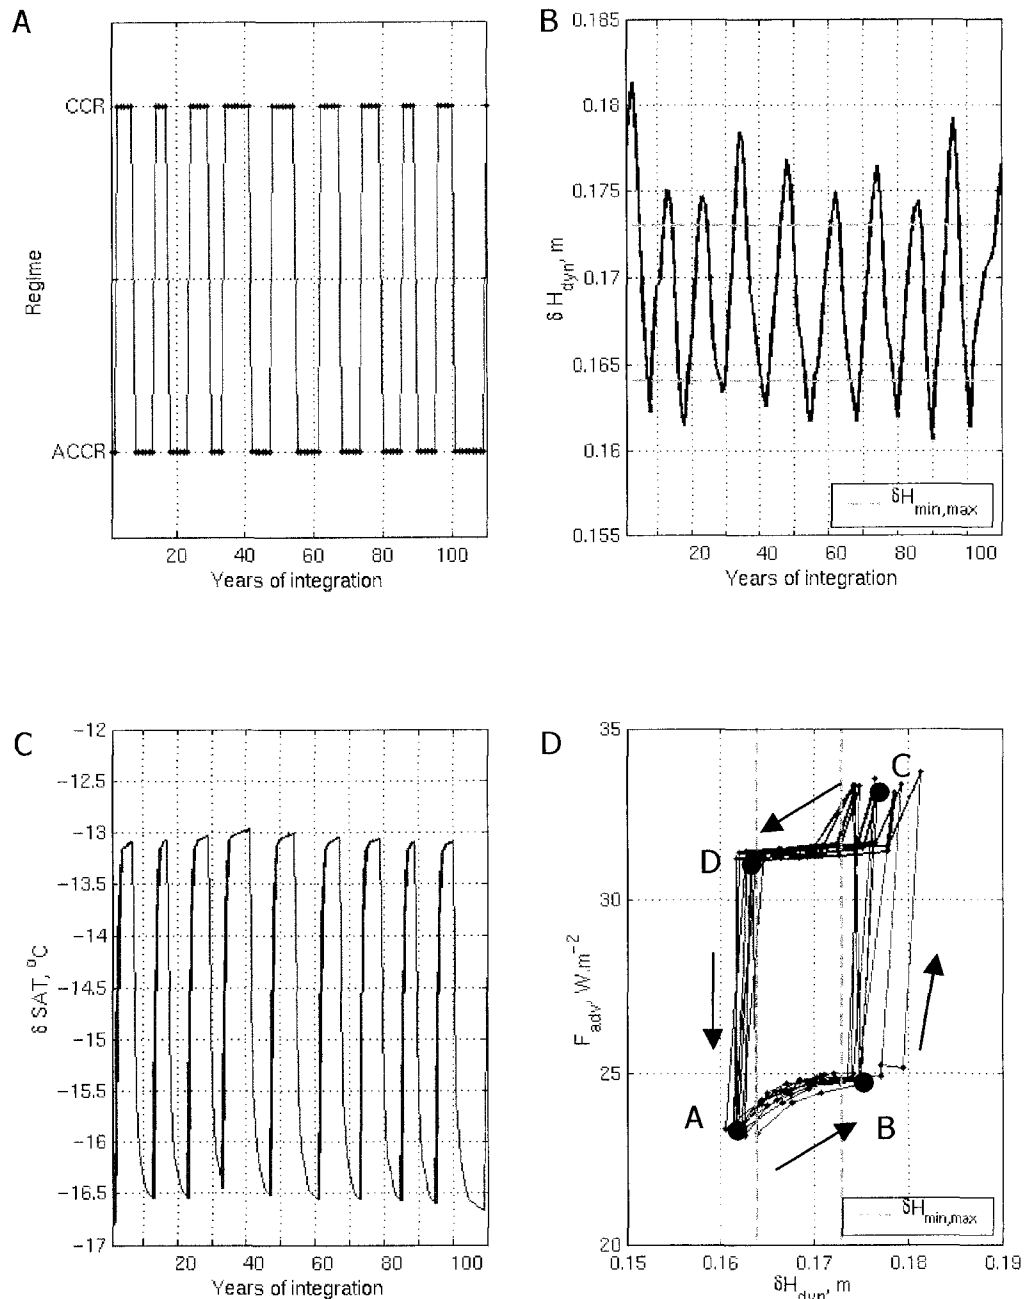 A
CCR
ACCR
Regime
20 40 60 80 100
Years of integration
B
0.185
0.18
0.175
0.17
0.165
0.16
0.155
δ H_dyn, m
δH_min,max
20 40 60 80 100
Years of integration
C
−12
−12.5
−13
−13.5
−14
−14.5
−15
−15.5
−16
−16.5
−17
δ SAT, ⁰C
20 40 60 80 100
Years of integration
D
35
30
25
20
F_adv, W.m⁻²
C
D
A
B
δH_min,max
0.15 0.16 0.17 0.18 0.19
δH_dyn, m